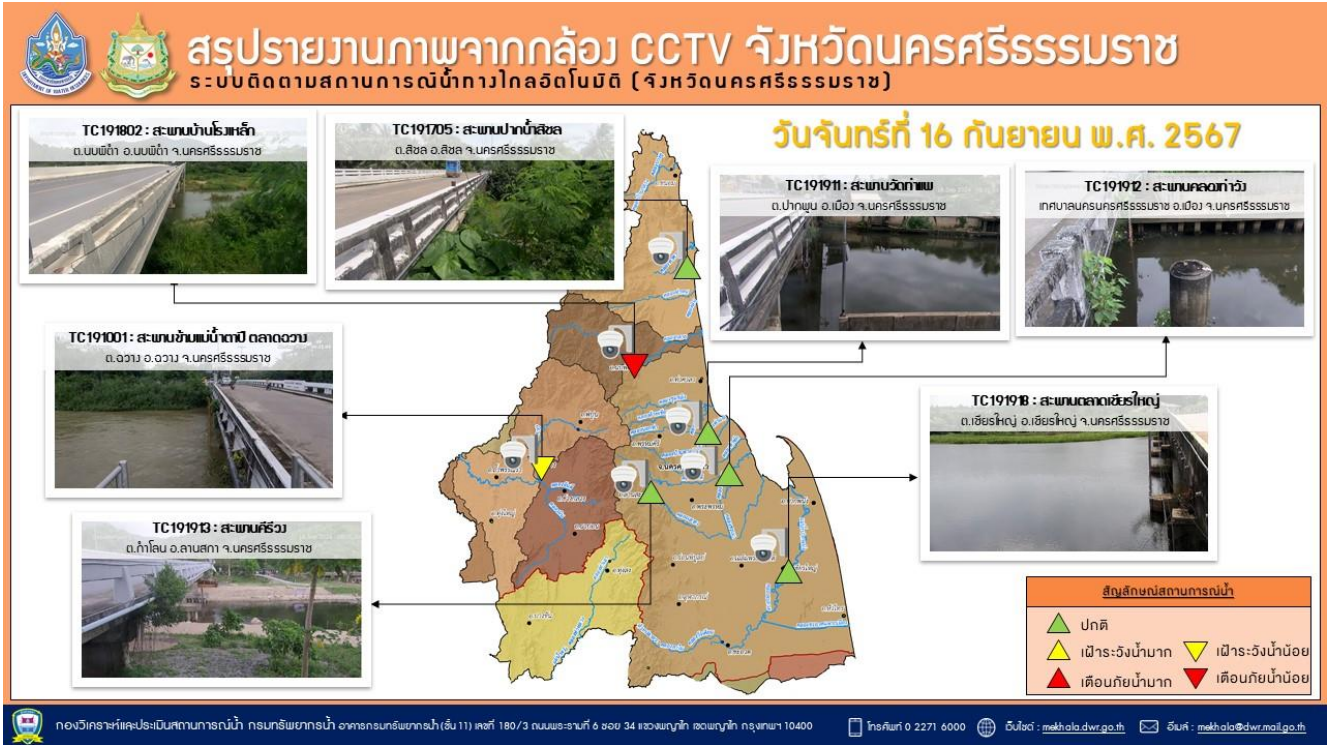 สรุปรายงานภาพจากกล้อง CCTV จังหวัดนครศรีธรรมราช
ระบบติดตามสถานการณ์น้ำทางไกลอัตโนมัติ (จังหวัดนครศรีธรรมราช)
วันจันทร์ที่ 16 กันยายน พ.ศ. 2567
TC191802 : สะพานบ้านโรงเหล็ก
ต.นบพิตำ อ.นบพิตำ จ.นครศรีธรรมราช
TC191705 : สะพานปากน้ำสิชล
ต.สิชล อ.สิชล จ.นครศรีธรรมราช
TC191911 : สะพานวัดท่าแพ
ต.ปากพูน อ.เมือง จ.นครศรีธรรมราช
TC191912 : สะพานคลองท่าวัง
เทศบาลนครนครศรีธรรมราช อ.เมือง จ.นครศรีธรรมราช
TC191001 : สะพานข้ามแม่น้ำตาปี ตลาดฉวาง
ต.ฉวาง อ.ฉวาง จ.นครศรีธรรมราช
TC191918 : สะพานตลาดเชียรใหญ่
ต.เชียรใหญ่ อ.เชียรใหญ่ จ.นครศรีธรรมราช
TC191913 : สะพานคีรีวง
ต.กำโลน อ.ลานสกา จ.นครศรีธรรมราช
สัญลักษณ์สถานการณ์น้ำ
ปกติ
เฝ้าระวังน้ำมาก
เฝ้าระวังน้ำน้อย
เตือนภัยน้ำมาก
เตือนภัยน้ำน้อย
กองวิเคราะห์และประเมินสถานการณ์น้ำ กรมทรัพยากรน้ำ อาคารกรมทรัพยากรน้ำ (ชั้น 11) เลขที่ 180/3 ถนนพระรามที่ 6 ซอย 34 แขวงพญาไท เขตพญาไท กรุงเทพฯ 10400
โทรศัพท์ 0 2271 6000
เว็บไซต์ : mekhala.dwr.go.th
อีเมล์ : mekhala@dwr.mail.go.th